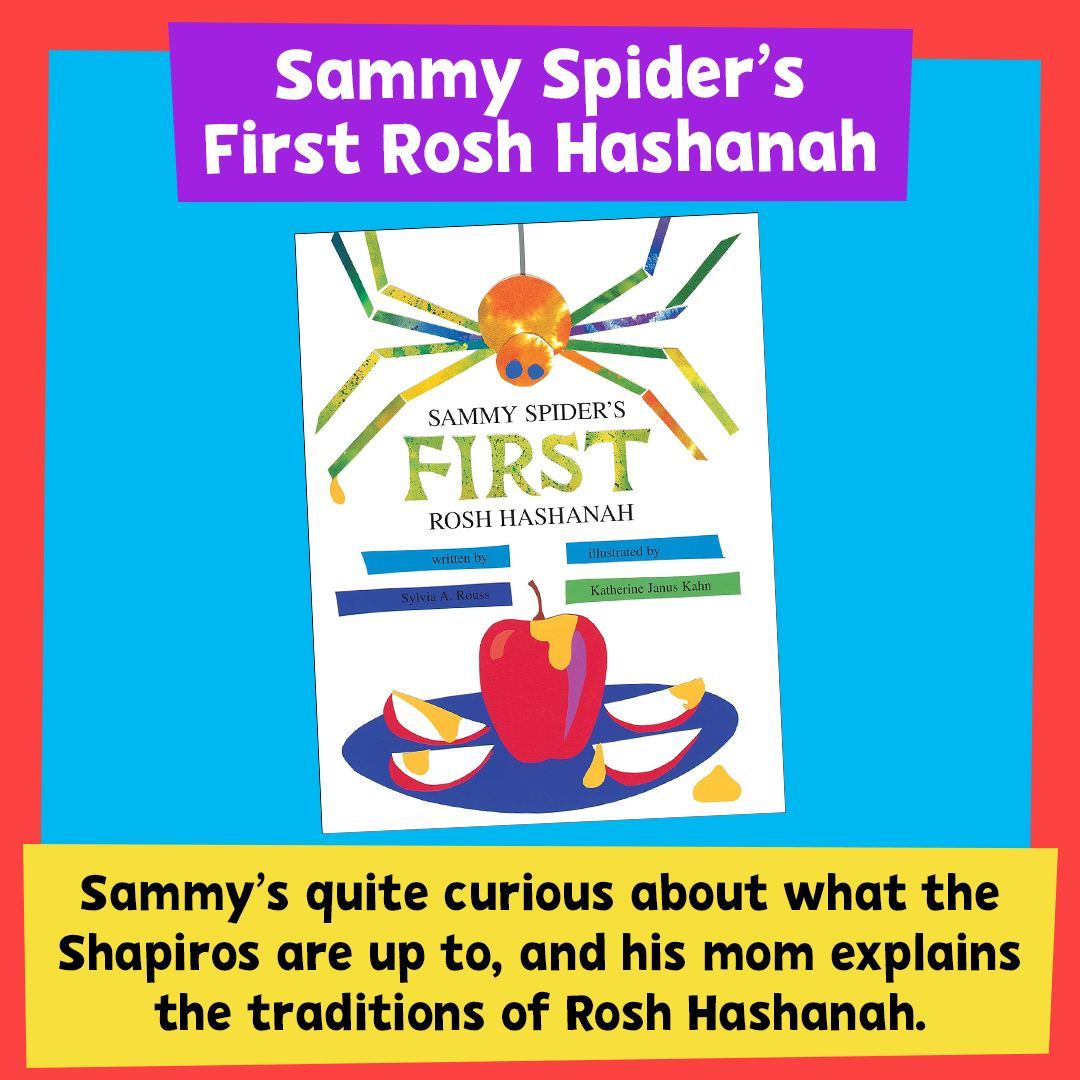 Sammy Spider's
First Rosh Hashanah
SAMMY SPIDER'S
FIRST
ROSH HASHANAH
written by
Sylvia A. Rouss
illustrated by
Katherine Janus Kahn
Sammy's quite curious about what the
Shapiros are up to, and his mom explains
the traditions of Rosh Hashanah.